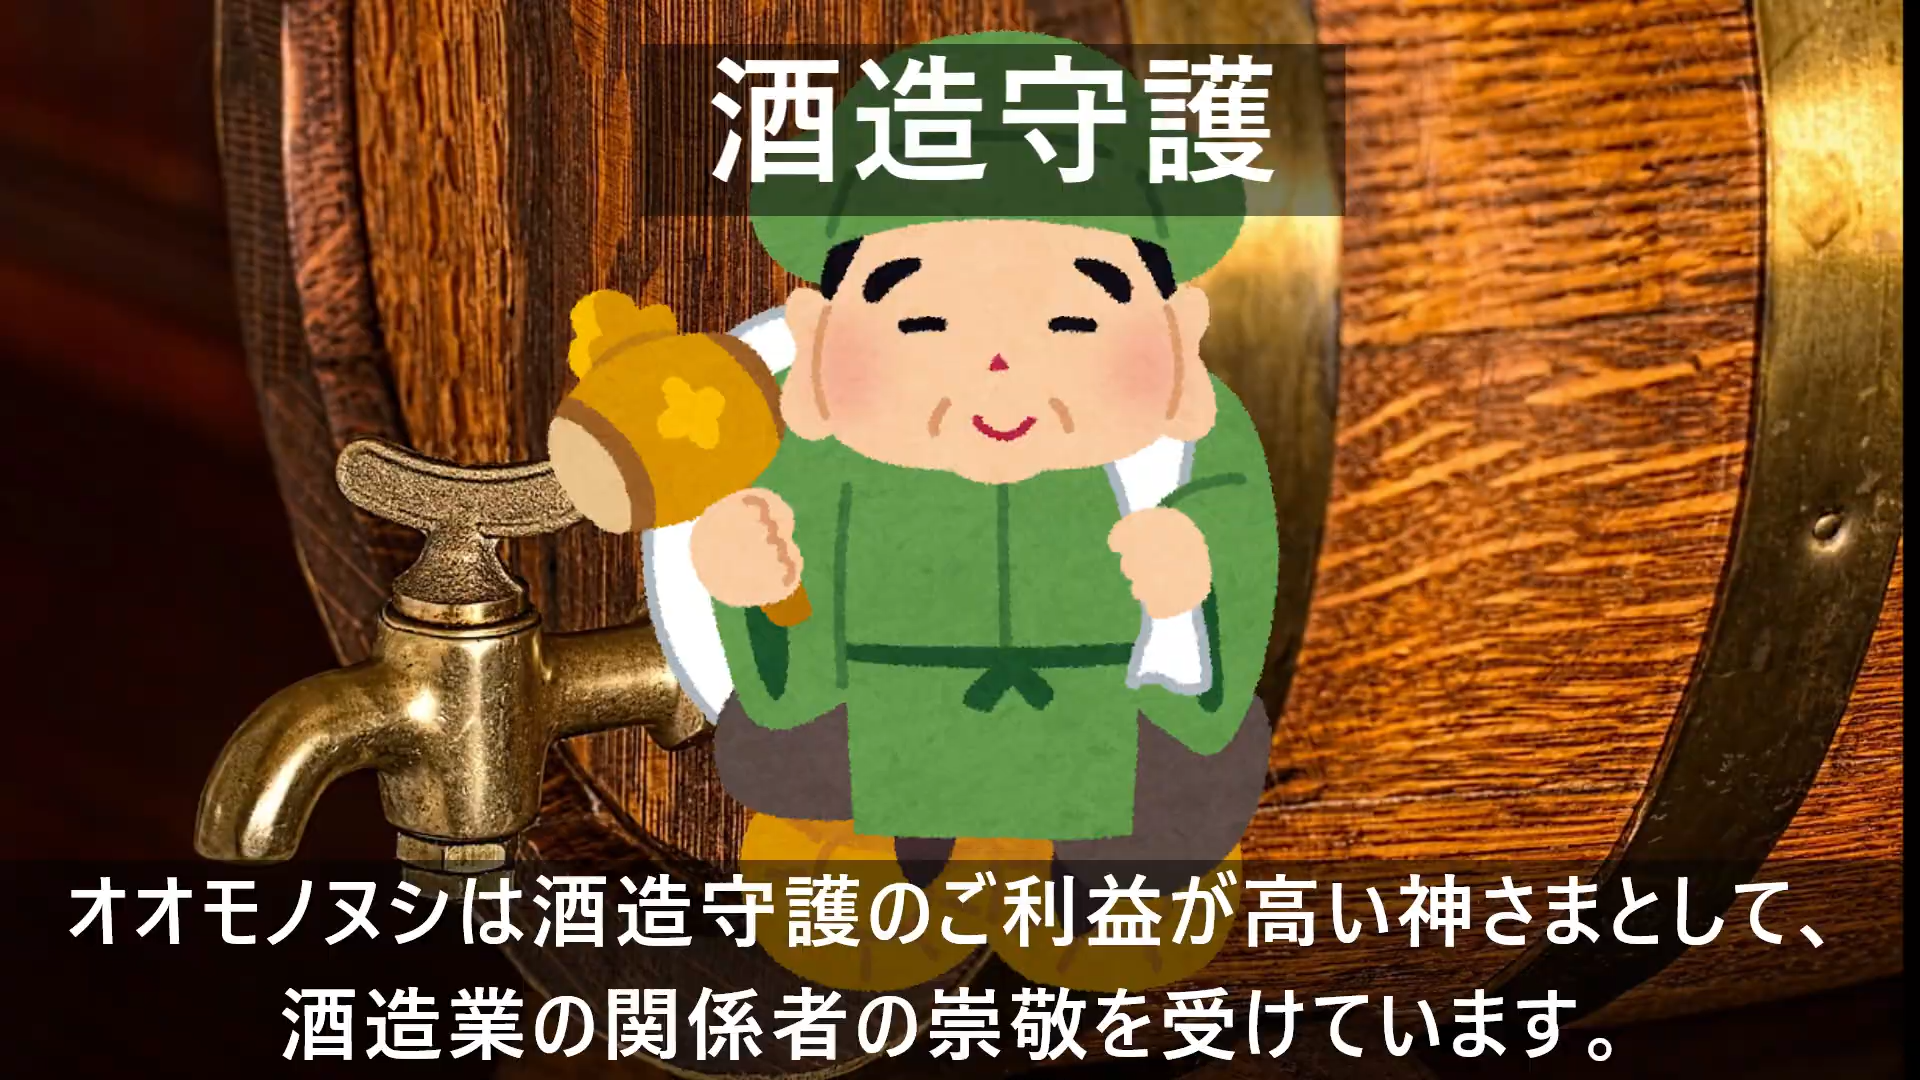 酒造守護
オオモノヌシは酒造守護のご利益が高い神さまとして、
酒造業の関係者の崇敬を受けています。